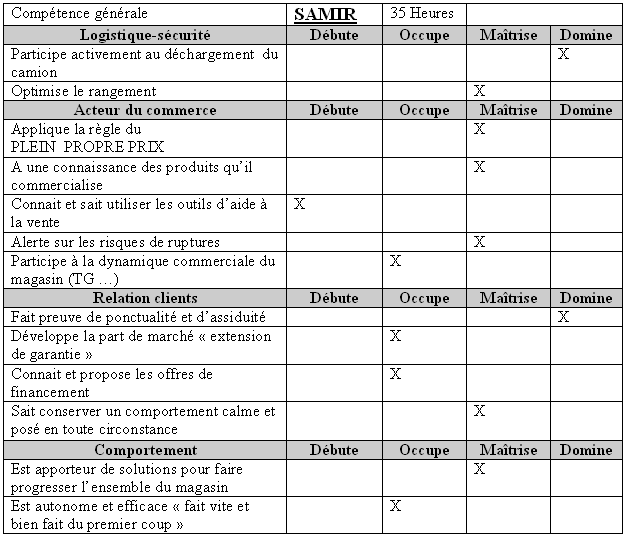 Compétence générale SAMIR 35 Heures
Logistique-sécurité Débute Occupe Maîtrise Domine
Participe activement au déchargement du X
camion
Optimise le rangement X
Acteur du commerce Débute Occupe Maîtrise Domine
Applique la règle du X
PLEIN PROPRE PRIX
A une connaissance des produits qu’il X
commercialise
Connait et sait utiliser les outils d’aide à X
la vente
Alerte sur les risques de ruptures X
Participe à la dynamique commerciale du X
magasin (TG …)
Relation clients Débute Occupe Maîtrise Domine
Fait preuve de ponctualité et d’assiduité X
Développe la part de marché « extension X
de garantie »
Connait et propose les offres de X
financement
Sait conserver un comportement calme et X
posé en toute circonstance
Comportement Débute Occupe Maîtrise Domine
Est apporteur de solutions pour faire X
progresser l’ensemble du magasin
Est autonome et efficace « fait vite et X
bien fait du premier coup »